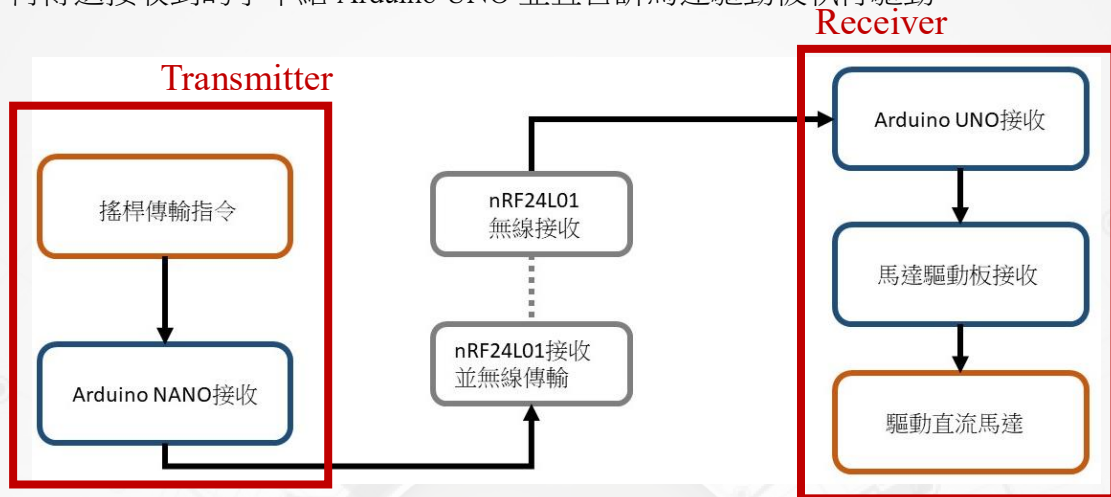 Arduino UNO
Receiver
Transmitter
搖桿傳輸指令
Arduino NANO接收
nRF24L01
無線接收
nRF24L01接收
並無線傳輸
Arduino UNO接收
馬達驅動板接收
驅動直流馬達